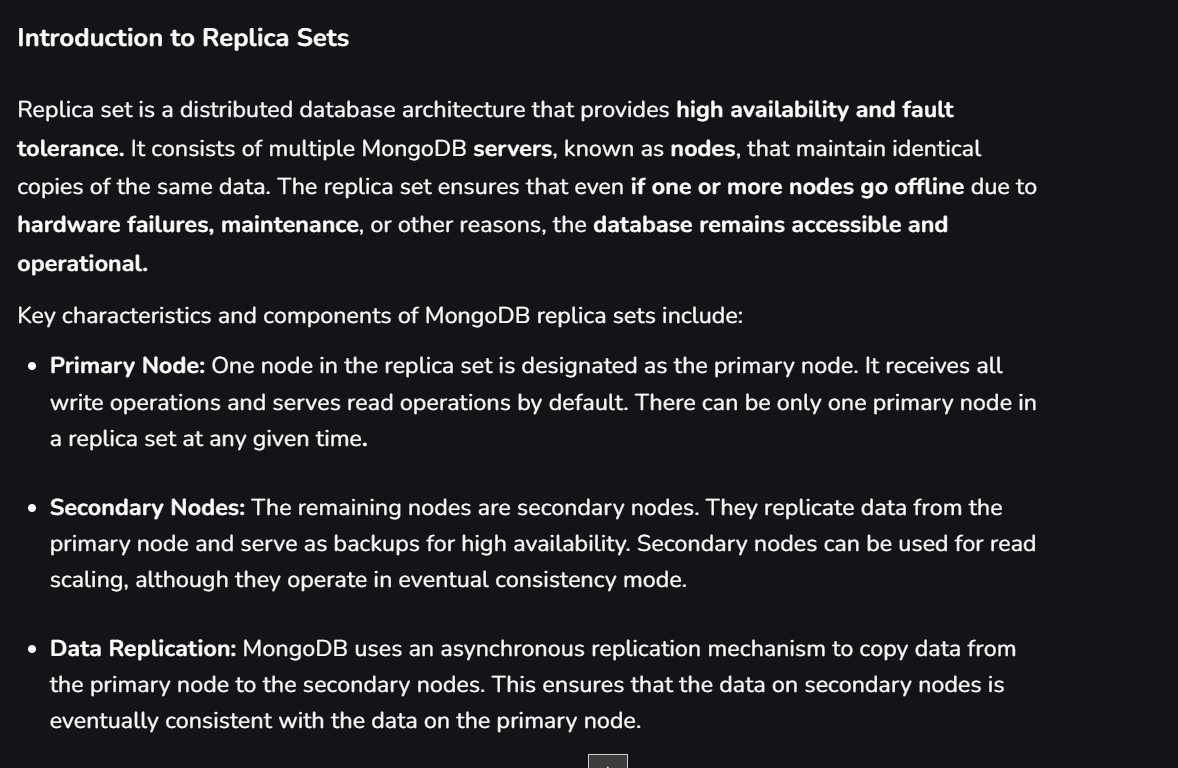 Introduction to Replica Sets
Replica set is a distributed database architecture that provides high availability and fault
tolerance. It consists of multiple MongoDB servers, known as nodes, that maintain identical
copies of the same data. The replica set ensures that even if one or more nodes go offline due to
hardware failures, maintenance, or other reasons, the database remains accessible and
operational.
Key characteristics and components of MongoDB replica sets include:
• Primary Node: One node in the replica set is designated as the primary node. It receives all
write operations and serves read operations by default. There can be only one primary node in
a replica set at any given time.
• Secondary Nodes: The remaining nodes are secondary nodes. They replicate data from the
primary node and serve as backups for high availability. Secondary nodes can be used for read
scaling, although they operate in eventual consistency mode.
• Data Replication: MongoDB uses an asynchronous replication mechanism to copy data from
the primary node to the secondary nodes. This ensures that the data on secondary nodes is
eventually consistent with the data on the primary node.